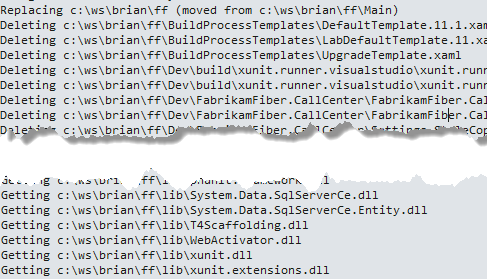 Replacing c:\ws\brian\ff (moved from c:\ws\brian\ff\Main)
Deleting c:\ws\brian\ff\BuildProcessTemplates\DefaultTemplate.11.1.xam
Deleting c:\ws\brian\ff\BuildProcessTemplates\LabDefaultTemplate.11.xa
Deleting c:\ws\brian\ff\BuildProcessTemplates\UpgradeTemplate.xaml
Deleting c:\ws\brian\ff\Dev\build\xunit.runner.visualstudio\xunit.runn
Deleting c:\ws\brian\ff\Dev\build\xunit.runner.visualstudio\xunit.runn
Deleting c:\ws\brian\ff\Dev\FabrikamFiber.CallCenter\FabrikamFiber.Cal
Deleting c:\ws\brian\ff\Dev\FabrikamFiber.CallCenter\FabrikamFiber.Cal
Deleting c:\ws\brian\ff
Getting c:\ws\brian\ff\lib\System.Data.SqlServerCe.dll
Getting c:\ws\brian\ff\lib\System.Data.SqlServerCe.Entity.dll
Getting c:\ws\brian\ff\lib\T4Scaffolding.dll
Getting c:\ws\brian\ff\lib\WebActivator.dll
Getting c:\ws\brian\ff\lib\xunit.dll
Getting c:\ws\brian\ff\lib\xunit.extensions.dll